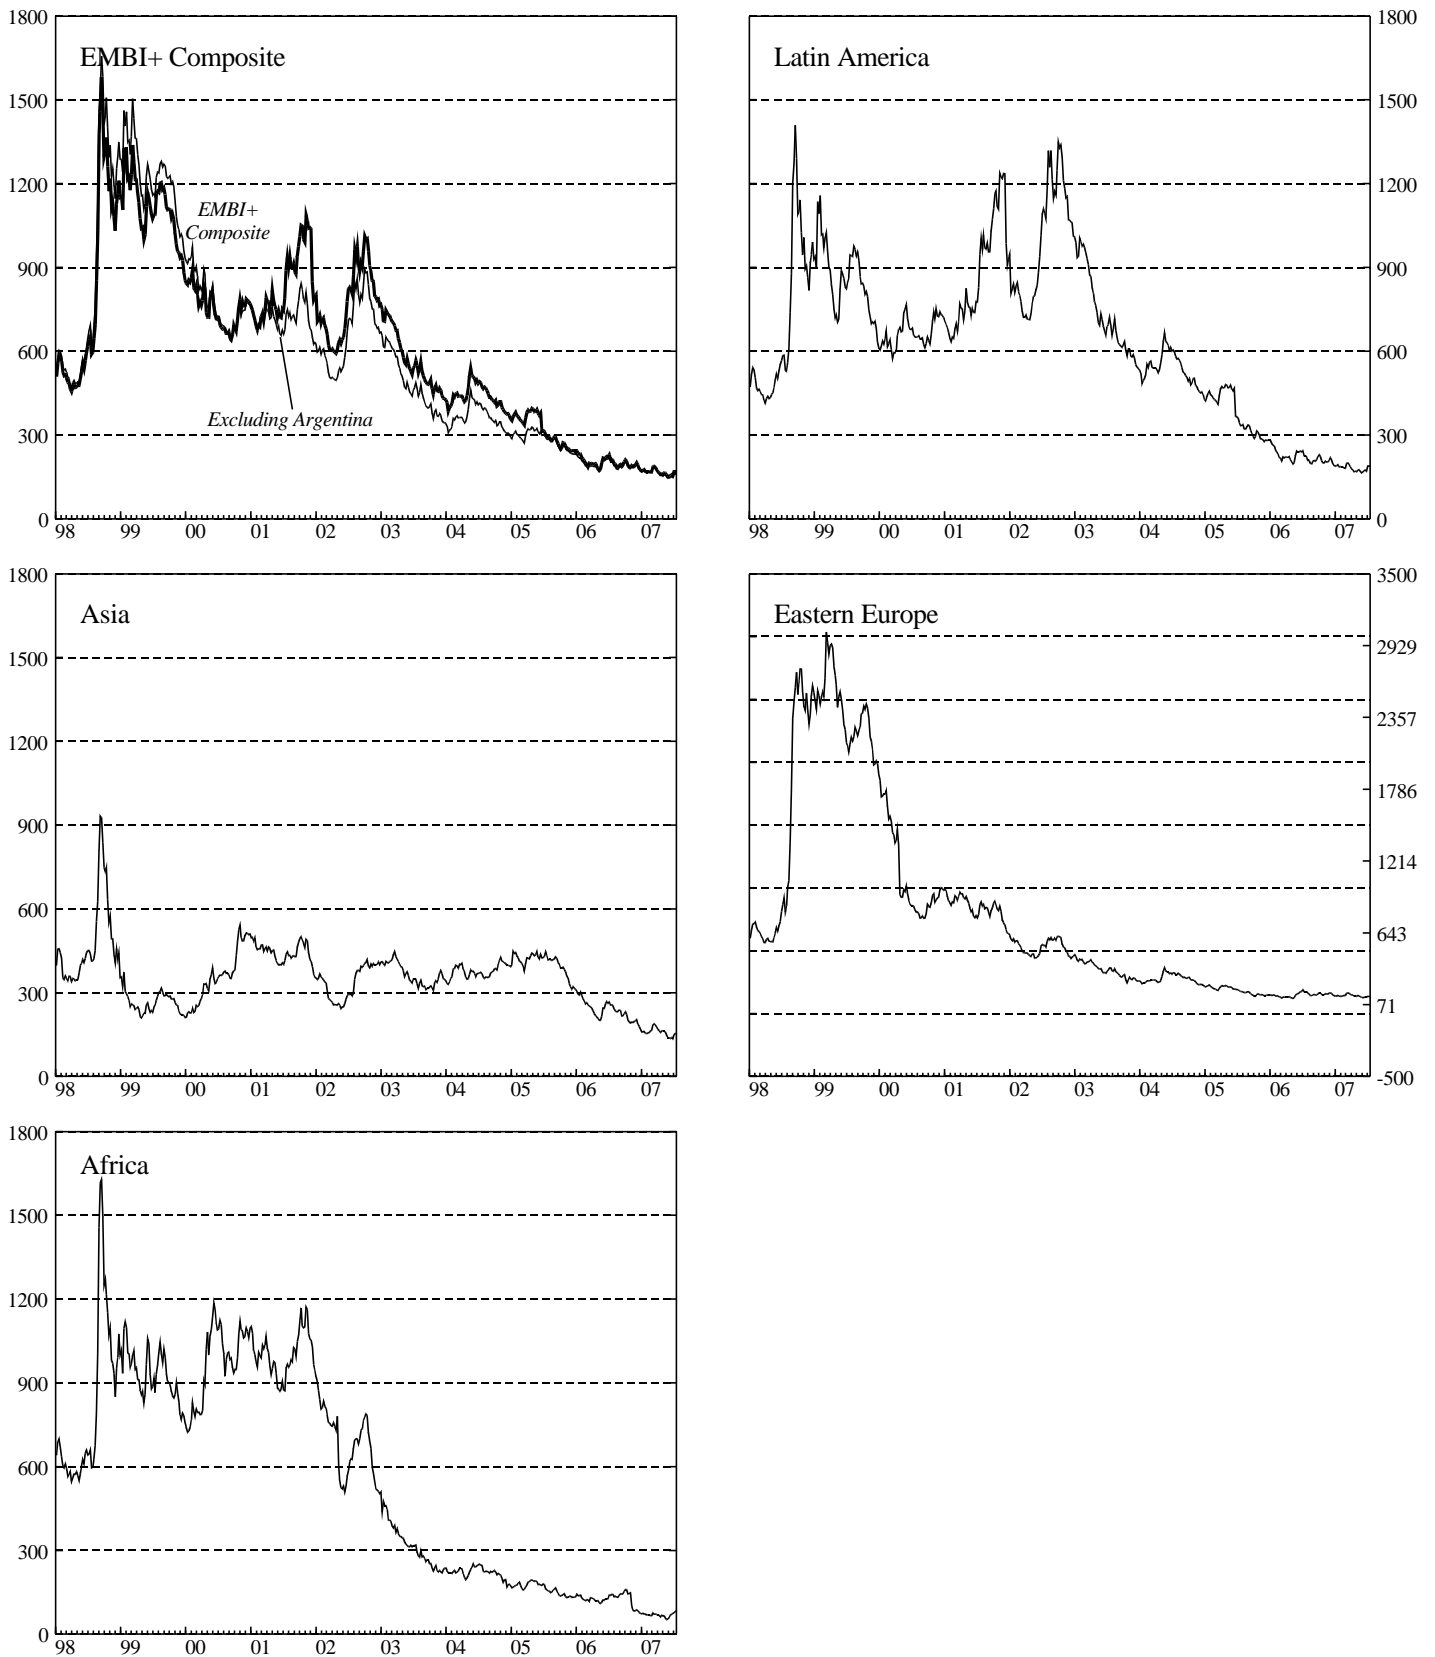 EMBI+ Composite
1800
1500
1200
900
600
300
0
EMBI+
Composite
Excluding Argentina
98 99 00 01 02 03 04 05 06 07
Latin America
1800
1500
1200
900
600
300
0
98 99 00 01 02 03 04 05 06 07
Asia
1800
1500
1200
900
600
300
0
98 99 00 01 02 03 04 05 06 07
Eastern Europe
3500
2929
2357
1786
1214
643
71
-500
98 99 00 01 02 03 04 05 06 07
Africa
1800
1500
1200
900
600
300
0
98 99 00 01 02 03 04 05 06 07